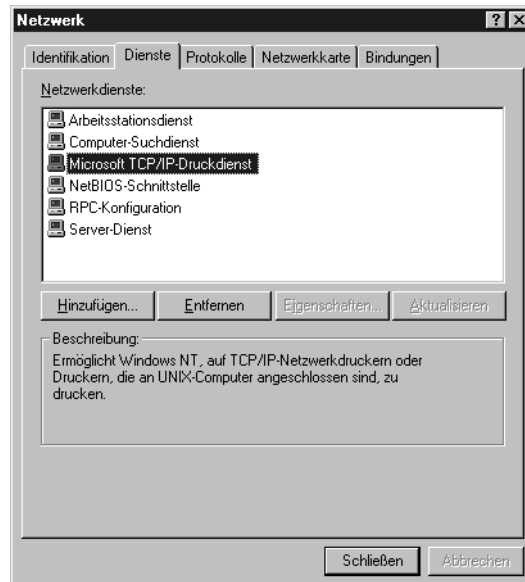 Netzwerk
Identifikation Dienste Protokolle Netzwerkkarte Bindungen
Netzwerkdienste:
Arbeitsstationsdienst
Computer-Suchdienst
Microsoft TCP/IP-Druckdienst
NetBIOS-Schnittstelle
RPC-Konfiguration
Server-Dienst
Hinzufügen... Entfernen Eigenschaften... Aktualisieren
Beschreibung:
Ermöglicht Windows NT, auf TCP/IP-Netzwerkdruckern oder
Druckern, die an UNIX-Computer angeschlossen sind, zu
drucken.
Schließen Abbrechen